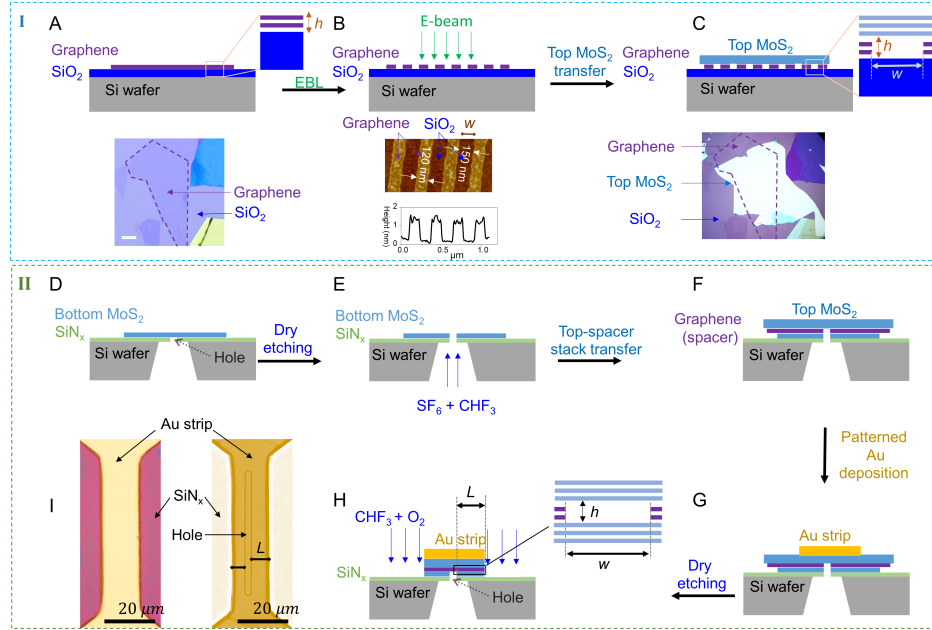 I
A
h
Graphene
SiO2
Si wafer
EBL
Graphene
SiO2
B
E-beam
Graphene
SiO2
Si wafer
Graphene
SiO2
w
120 nm
150 nm
Height (nm)
2
1
0
0.0
0.5
1.0
μm
Top MoS2
transfer
C
Graphene
SiO2
Top MoS2
Si wafer
h
w
Graphene
Top MoS2
SiO2
II
D
Bottom MoS2
SiNx
Si wafer
Hole
Dry
etching
E
Bottom MoS2
SiNx
Si wafer
SF6 + CHF3
Top-spacer
stack transfer
F
Top MoS2
Graphene
(spacer)
Si wafer
Patterned
Au
deposition
G
Au strip
Si wafer
Dry
etching
H
L
CHF3 + O2
Au strip
SiNx
Si wafer
Hole
h
w
I
Au strip
SiNx
Hole
L
20 μm
20 μm